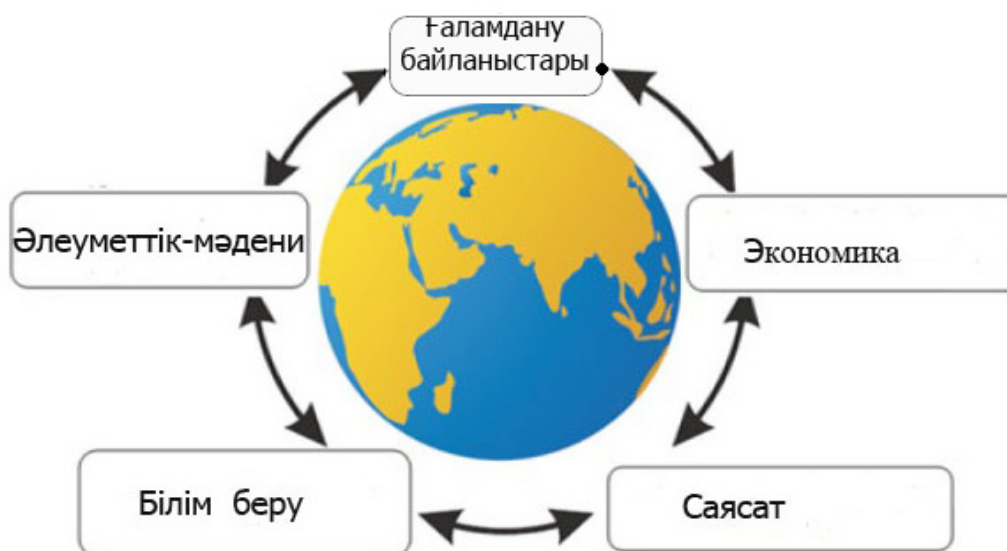 Ғаламдану
байланыстары
Әлеуметтік-мәдени
Экономика
Білім беру
Саясат